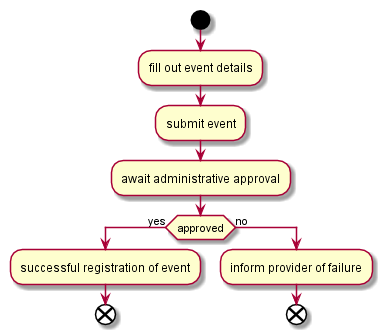 fill out event details
submit event
await administrative approval
yes
approved
no
successful registration of event
inform provider of failure